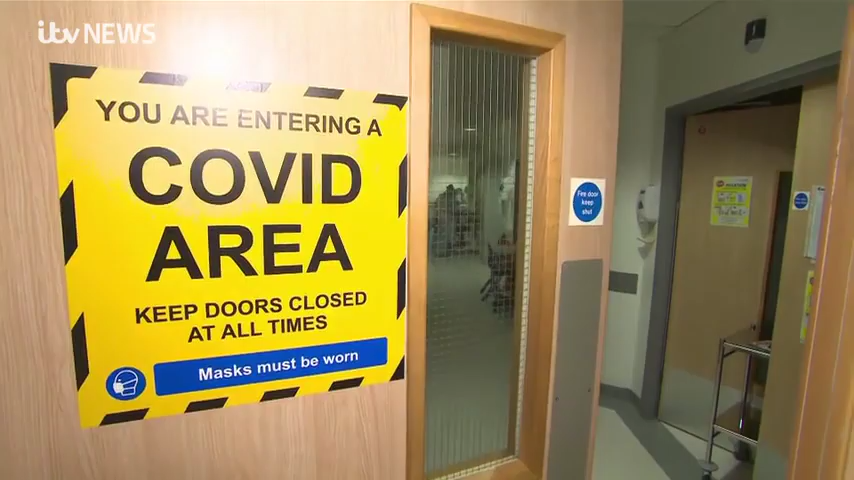 itv NEWS
YOU ARE ENTERING A
COVID
AREA
KEEP DOORS CLOSED
AT ALL TIMES
Masks must be worn
Fire door
keep
shut